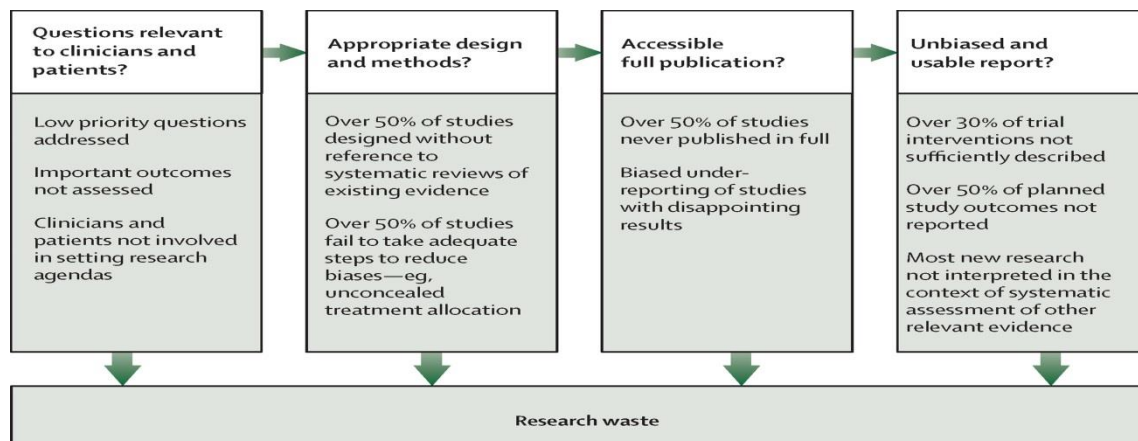 Questions relevant
to clinicians and
patients?
Low priority questions
addressed
Important outcomes
not assessed
Clinicians and
patients not involved
in setting research
agendas
Appropriate design
and methods?
Over 50% of studies
designed without
reference to
systematic reviews of
existing evidence
Over 50% of studies
fail to take adequate
steps to reduce
biases—eg,
unconcealed
treatment allocation
Accessible
full publication?
Over 50% of studies
never published in full
Biased under-
reporting of studies
with disappointing
results
Unbiased and
usable report?
Over 30% of trial
interventions not
sufficiently described
Over 50% of planned
study outcomes not
reported
Most new research
not interpreted in the
context of systematic
assessment of other
relevant evidence
Research waste